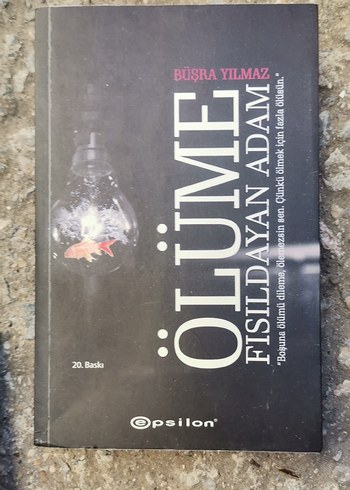 BÜŞRA YILMAZ
ÖLÜME
FISILDAYAN ADAM
"Boşuna ölümü dileme, ölemezsin sen. Çünkü ölmek için fazla ölüsün."
20. Baskı
epsilon®